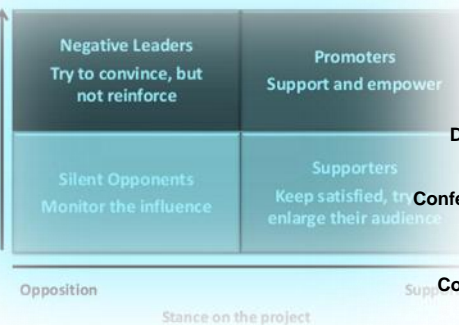 Negative Leaders
Try to convince, but
not reinforce
Promoters
Support and empower
Silent Opponents
Monitor the influence
Supporters
Keep satisfied, try
enlarge their audience
Opposition
Stance on the project